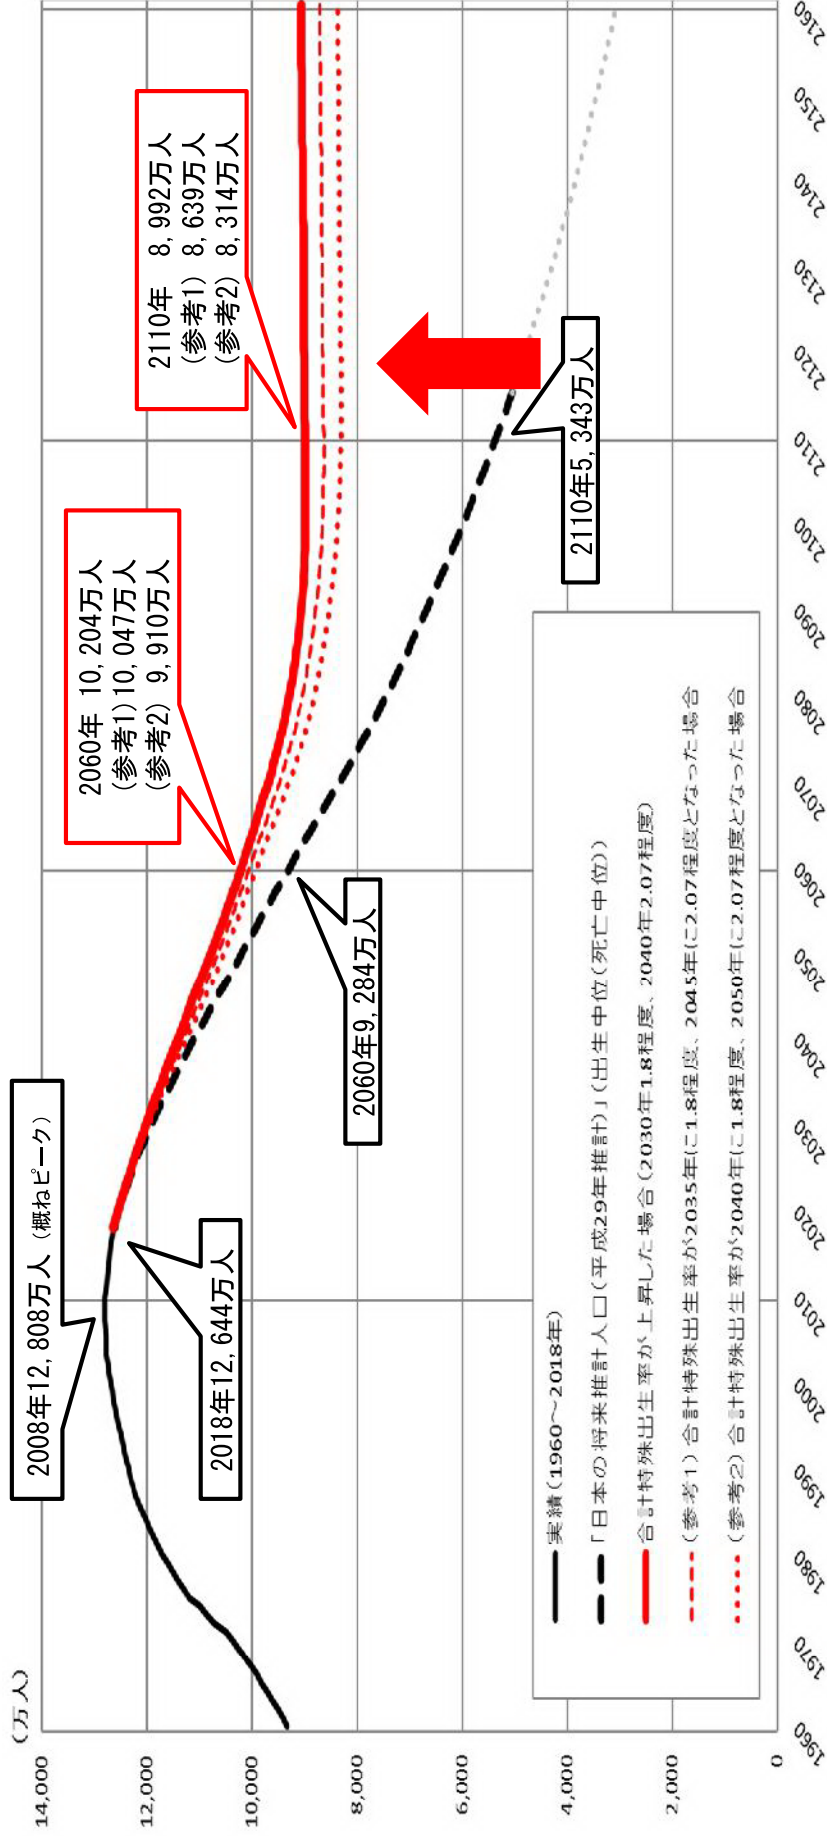 (万人)
14,000
12,000
10,000
8,000
6,000
4,000
2,000
0
2008年12,808万人 (概ねピーク)
2018年12,644万人
2060年 10,204万人
(参考1)10,047万人
(参考2) 9,910万人
2060年9,284万人
2110年 8,992万人
(参考1) 8,639万人
(参考2) 8,314万人
2110年5,343万人
実績(1960～2018年)
「日本の将来推計人口(平成29年推計)」(出生中位(死亡中位))
合計特殊出生率が上昇した場合(2030年1.8程度、2040年2.07程度)
(参考1) 合計特殊出生率が2035年に1.8程度、2045年に2.07程度となった場合
(参考2) 合計特殊出生率が2040年に1.8程度、2050年に2.07程度となった場合
1960 1970 1980 1990 2000 2010 2020 2030 2040 2050 2060 2070 2080 2090 2100 2110 2120 2130 2140 2150 2160